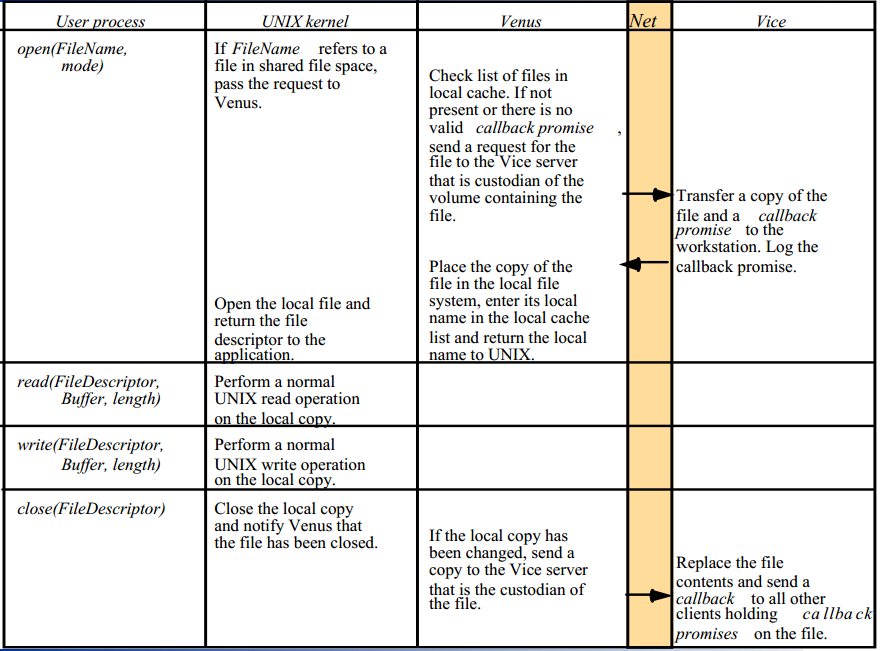 User process
UNIX kernel
Venus
Net
Vice
open(FileName,
mode)
If FileName refers to a
file in shared file space,
pass the request to
Venus.
Check list of files in
local cache. If not
present or there is no
valid callback promise ,
send a request for the
file to the Vice server
that is custodian of the
volume containing the
file.
Transfer a copy of the
file and a callback
promise to the
workstation. Log the
callback promise.
Place the copy of the
file in the local file
system, enter its local
name in the local cache
list and return the local
name to UNIX.
Open the local file and
return the file
descriptor to the
application.
read(FileDescriptor,
Buffer, length)
Perform a normal
UNIX read operation
on the local copy.
write(FileDescriptor,
Buffer, length)
Perform a normal
UNIX write operation
on the local copy.
close(FileDescriptor)
Close the local copy
and notify Venus that
the file has been closed.
If the local copy has
been changed, send a
copy to the Vice server
that is the custodian of
the file.
Replace the file
contents and send a
callback to all other
clients holding callback
promises on the file.